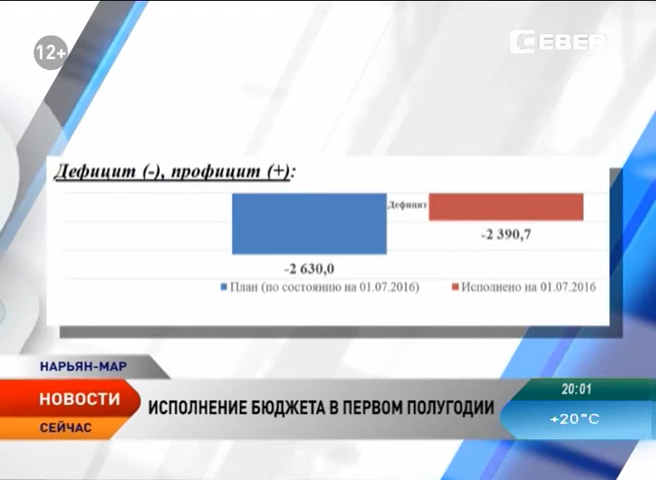 12+
СЕВЕР
Дефицит (-), профицит (+):
Дефицит
-2 390,7
-2 630,0
План (по состоянию на 01.07.2016)
Исполнено на 01.07.2016
НАРЬЯН-МАР
НОВОСТИ
СЕЙЧАС
ИСПОЛНЕНИЕ БЮДЖЕТА В ПЕРВОМ ПОЛУГОДИИ
20:01
+20°C